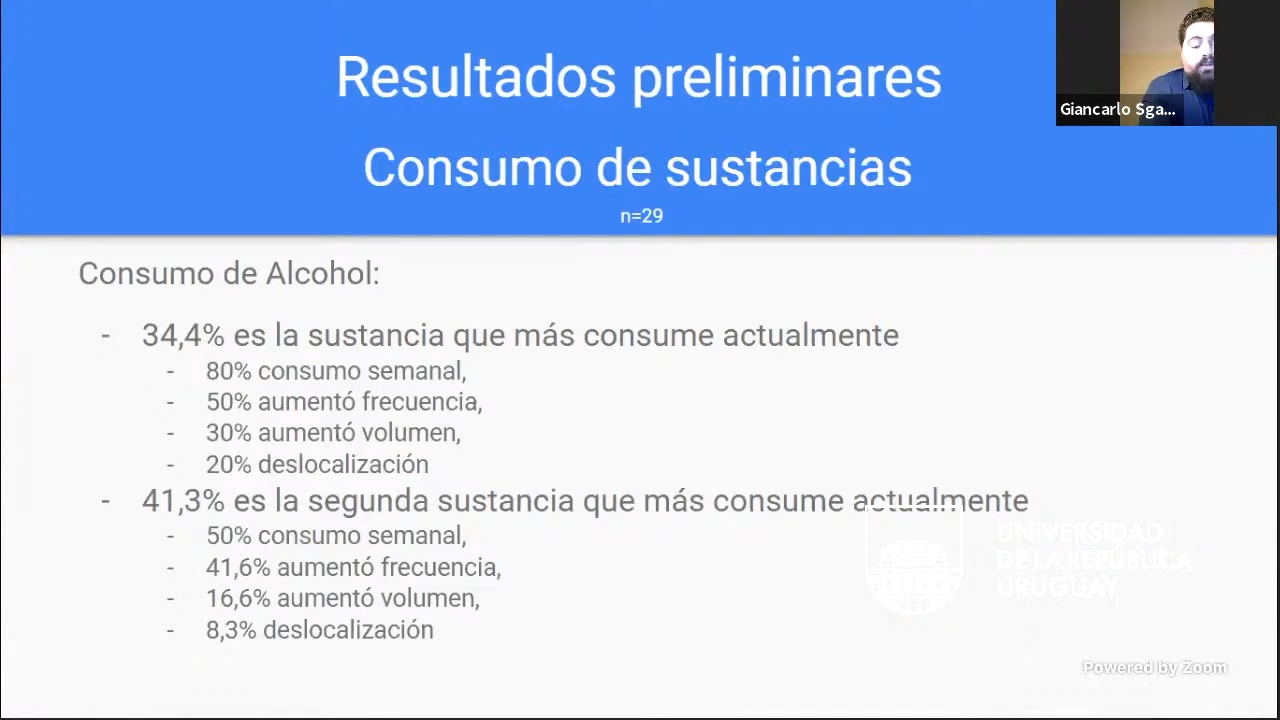 Resultados preliminares
Giancarlo Sga...
Consumo de sustancias
n=29
Consumo de Alcohol:
- 34,4% es la sustancia que más consume actualmente
- 80% consumo semanal,
- 50% aumentó frecuencia,
- 30% aumentó volumen,
- 20% deslocalización
- 41,3% es la segunda sustancia que más consume actualmente
- 50% consumo semanal,
- 41,6% aumentó frecuencia,
- 16,6% aumentó volumen,
- 8,3% deslocalización
UNIVERSIDAD
DE LA REPÚBLICA
URUGUAY
Powered by Zoom